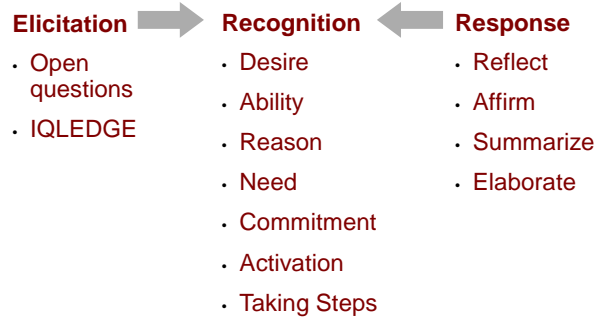 Elicitation
• Open
questions
• IQLEDGE
Recognition
• Desire
• Ability
• Reason
• Need
• Commitment
• Activation
• Taking Steps
Response
• Reflect
• Affirm
• Summarize
• Elaborate